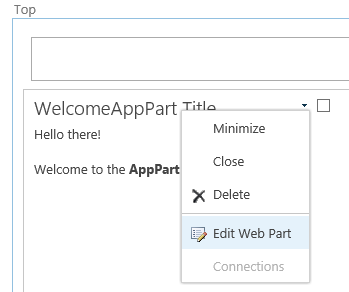 Top
WelcomeAppPart Title
Hello there!
Welcome to the AppPart
Minimize
Close
Delete
Edit Web Part
Connections